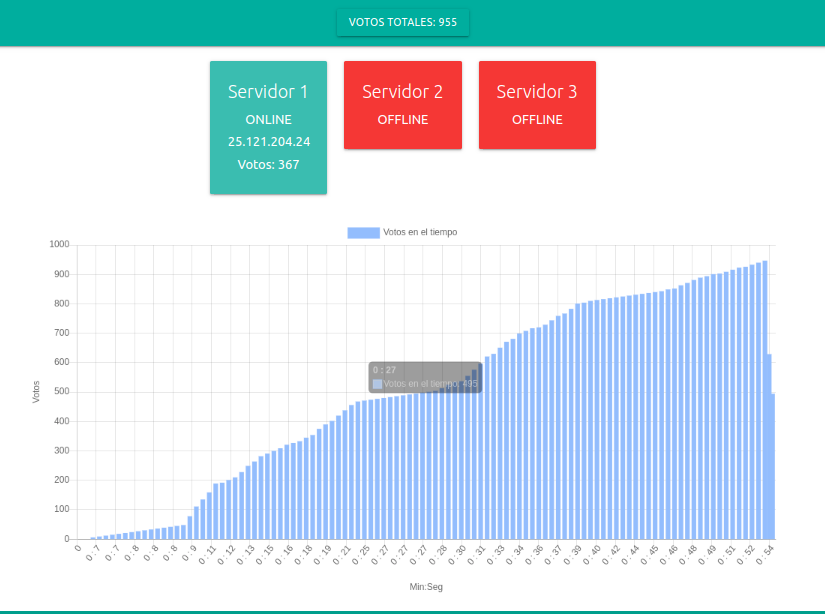 VOTOS TOTALES: 955
Servidor 1
ONLINE
25.121.204.24
Votos: 367
Servidor 2
OFFLINE
Servidor 3
OFFLINE
Votos en el tiempo
1000
900
800
700
600
500
400
300
200
100
0
Votos
0 : 27
Votos en el tiempo: 495
0
0 : 7
0 : 7
0 : 8
0 : 8
0 : 8
0 : 9
0 : 11
0 : 12
0 : 13
0 : 15
0 : 16
0 : 18
0 : 19
0 : 21
0 : 25
0 : 27
0 : 27
0 : 27
0 : 28
0 : 30
0 : 31
0 : 33
0 : 34
0 : 36
0 : 37
0 : 39
0 : 40
0 : 42
0 : 44
0 : 45
0 : 46
0 : 48
0 : 49
0 : 51
0 : 52
0 : 54
Min:Seg